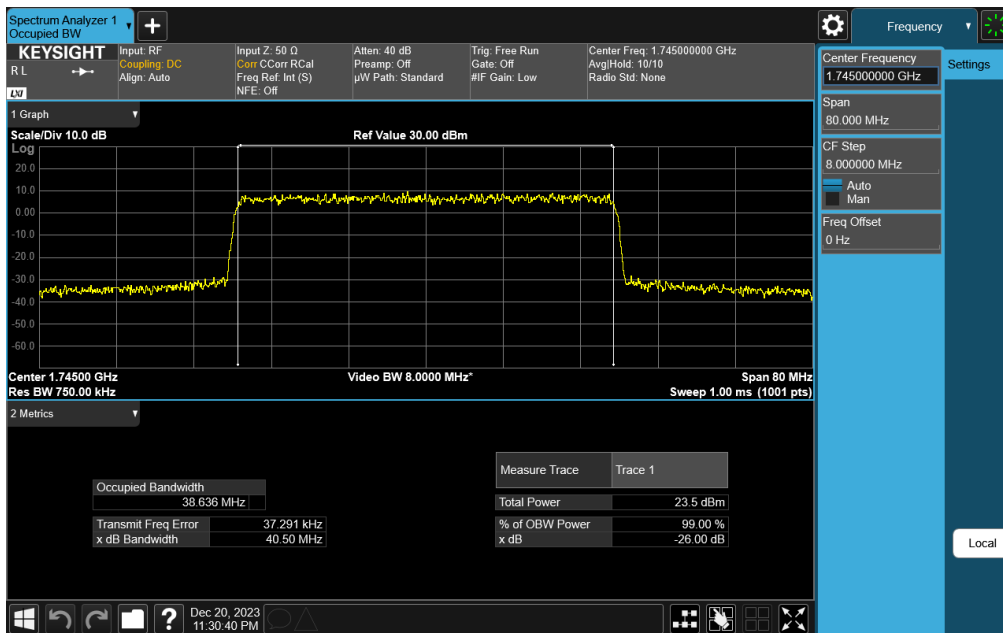 Spectrum Analyzer 1
Occupied BW
Frequency
KEYSIGHT
R L
LXI
Input: RF
Coupling: DC
Align: Auto
Input Z: 50 Ω
Corr CCorr RCal
Freq Ref: Int (S)
NFE: Off
Atten: 40 dB
Preamp: Off
µW Path: Standard
Trig: Free Run
Gate: Off
#IF Gain: Low
Center Freq: 1.745000000 GHz
Avg|Hold: 10/10
Radio Std: None
Center Frequency
1.745000000 GHz
Settings
Span
80.000 MHz
CF Step
8.000000 MHz
Auto
Man
Freq Offset
0 Hz
Local
1 Graph
Scale/Div 10.0 dB
Ref Value 30.00 dBm
Log
20.0
10.0
0.00
-10.0
-20.0
-30.0
-40.0
-50.0
-60.0
Center 1.74500 GHz
Video BW 8.0000 MHz*
Span 80 MHz
Res BW 750.00 kHz
Sweep 1.00 ms (1001 pts)
2 Metrics
Measure Trace Trace 1
Occupied Bandwidth
38.636 MHz
Total Power 23.5 dBm
Transmit Freq Error 37.291 kHz
% of OBW Power 99.00 %
x dB Bandwidth 40.50 MHz
x dB -26.00 dB
?
Dec 20, 2023
11:30:40 PM